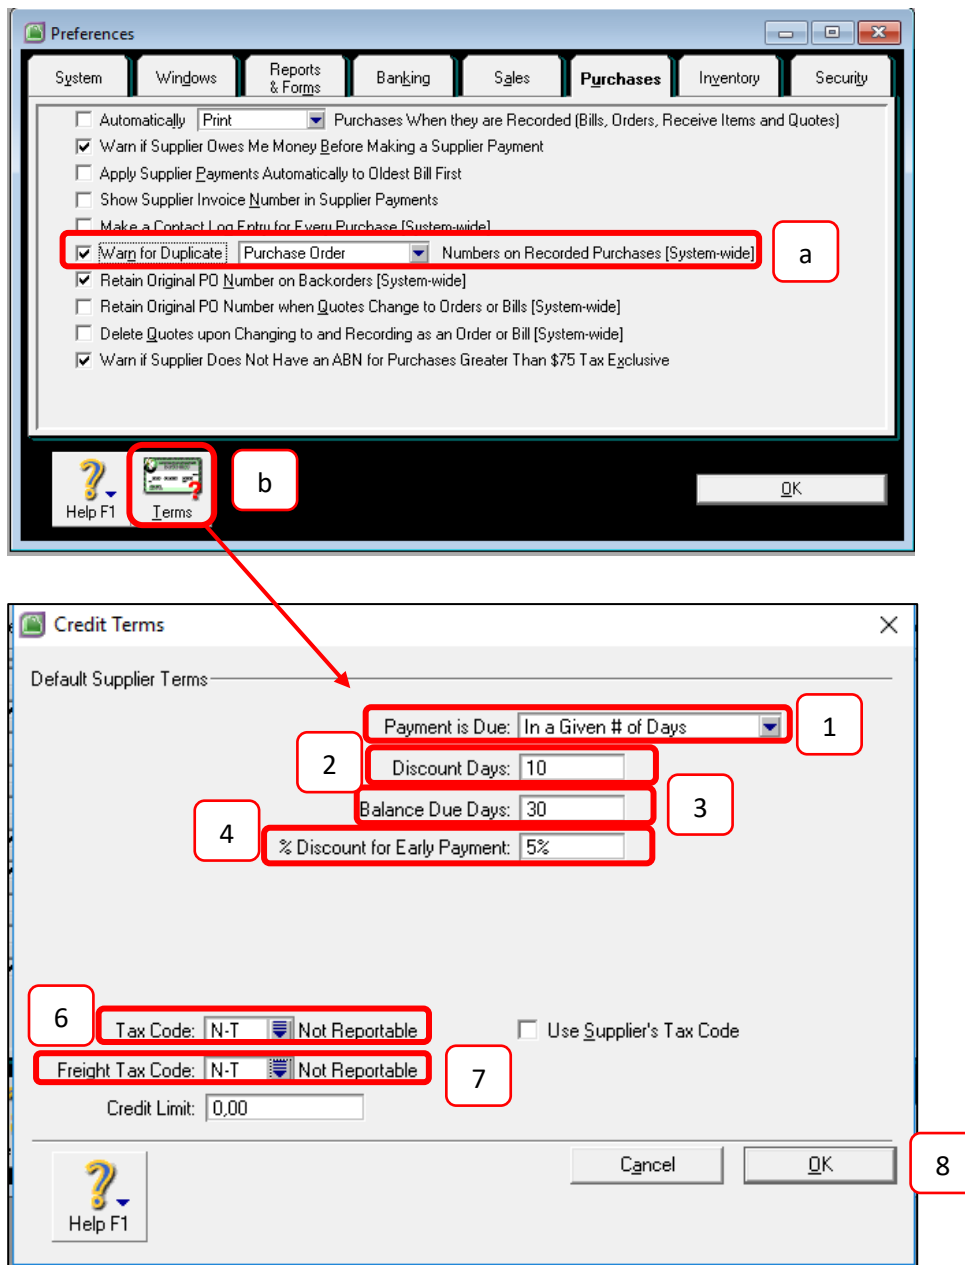 Preferences
System Windows Reports & Forms Banking Sales Purchases Inventory Security
Automatically Print Purchases When they are Recorded (Bills, Orders, Receive Items and Quotes)
Warn if Supplier Owes Me Money Before Making a Supplier Payment
Apply Supplier Payments Automatically to Oldest Bill First
Show Supplier Invoice Number in Supplier Payments
Make a Contact Log Entry for Every Purchase [System-wide]
Warn for Duplicate Purchase Order Numbers on Recorded Purchases [System-wide]
a
Retain Original PO Number on Backorders [System-wide]
Retain Original PO Number when Quotes Change to Orders or Bills [System-wide]
Delete Quotes upon Changing to and Recording as an Order or Bill [System-wide]
Warn if Supplier Does Not Have an ABN for Purchases Greater Than $75 Tax Exclusive
Help F1 Terms
b
OK
Credit Terms
Default Supplier Terms
Payment is Due: In a Given # of Days
1
2
Discount Days: 10
Balance Due Days: 30
3
4
% Discount for Early Payment: 5%
6
Tax Code: N-T Not Reportable
Use Supplier's Tax Code
Freight Tax Code: N-T Not Reportable
7
Credit Limit: 0,00
Cancel OK
8
Help F1